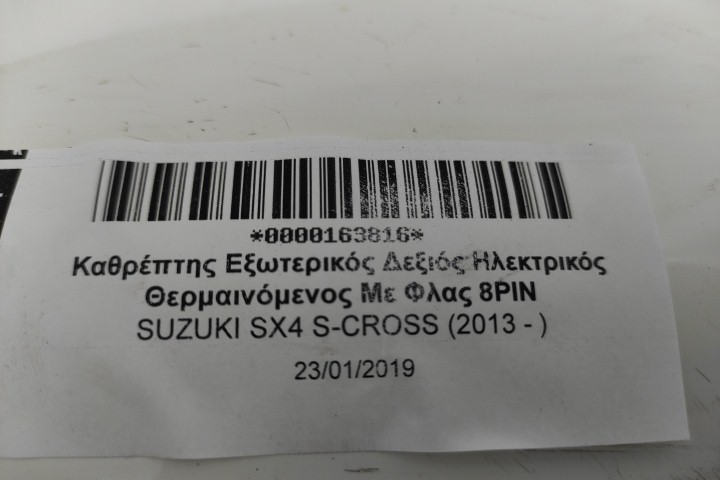 *0000163816*
Καθρέπτης Εξωτερικός Δεξιός Ηλεκτρικός
Θερμαινόμενος Με Φλας 8PIN
SUZUKI SX4 S-CROSS (2013 - )
23/01/2019